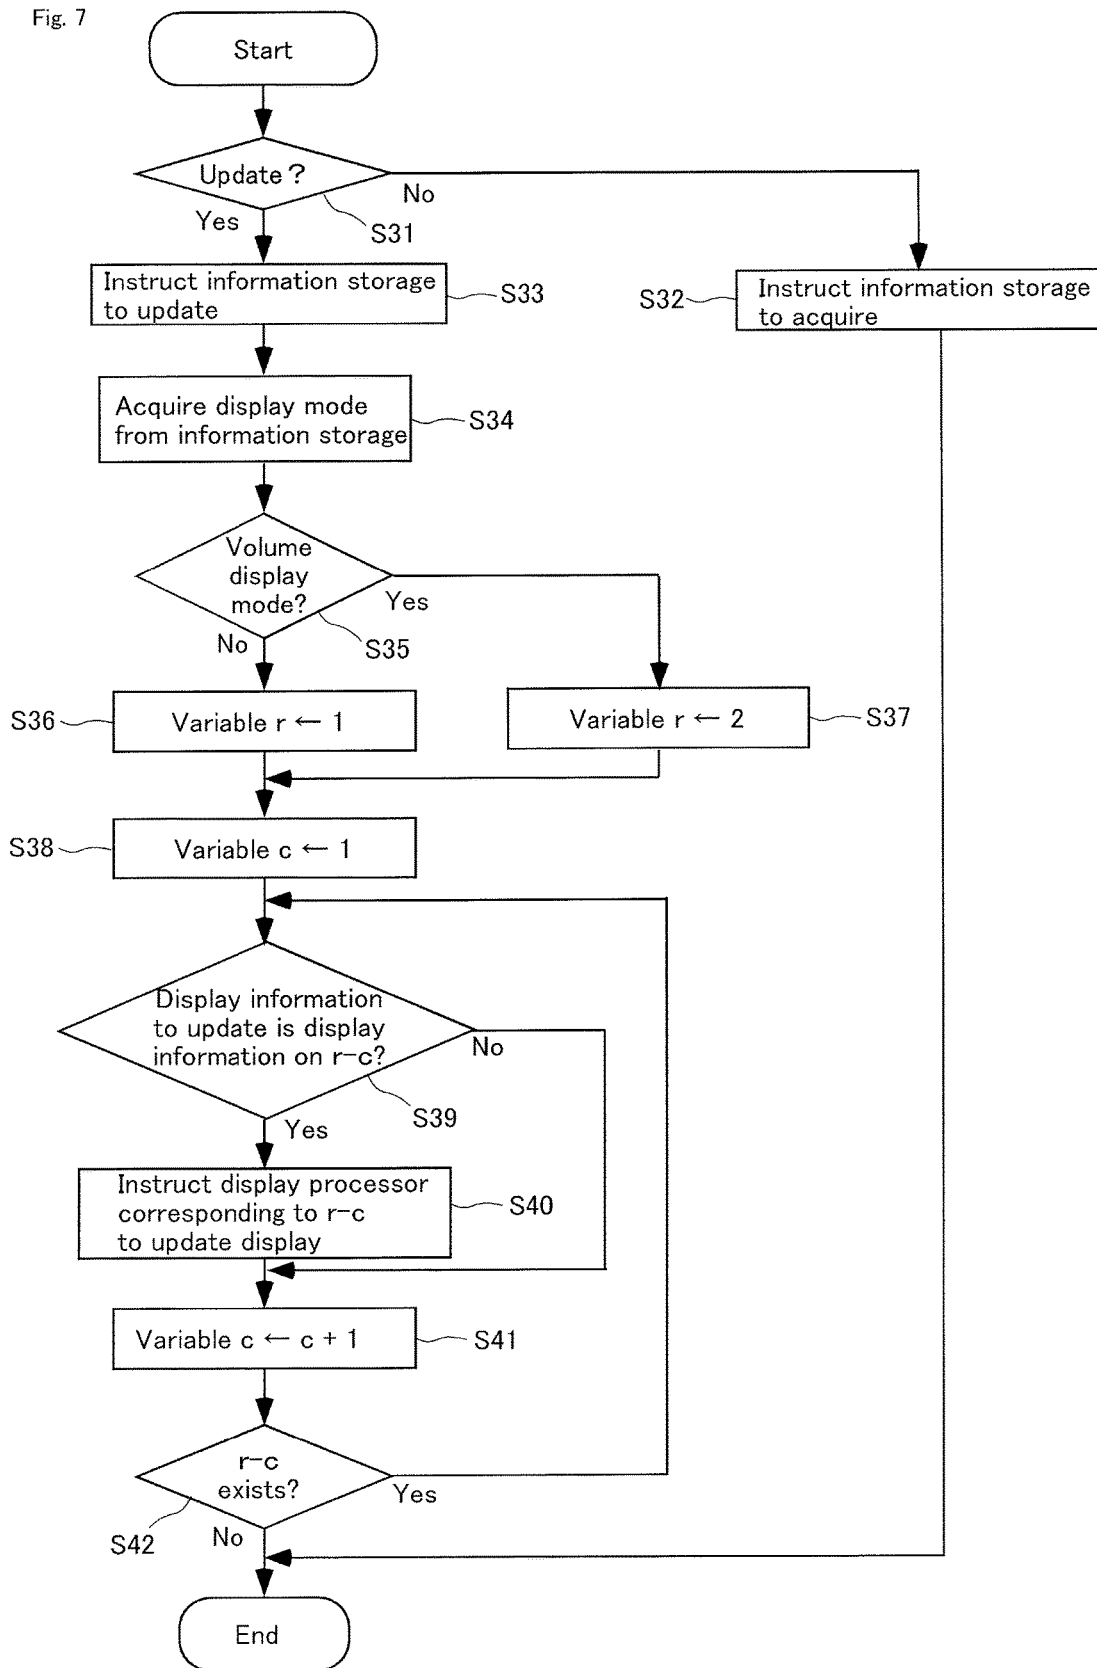 Fig. 7
Start
Update?
No
Yes
S31
Instruct information storage
to update
S33
S32
Instruct information storage
to acquire
Acquire display mode
from information storage
S34
Volume
display
mode?
Yes
No
S35
S36
Variable r ← 1
Variable r ← 2
S37
S38
Variable c ← 1
Display information
to update is display
information on r-c?
No
S39
Yes
Instruct display processor
corresponding to r-c
to update display
S40
Variable c ← c + 1
S41
r-c
exists?
Yes
S42
No
End